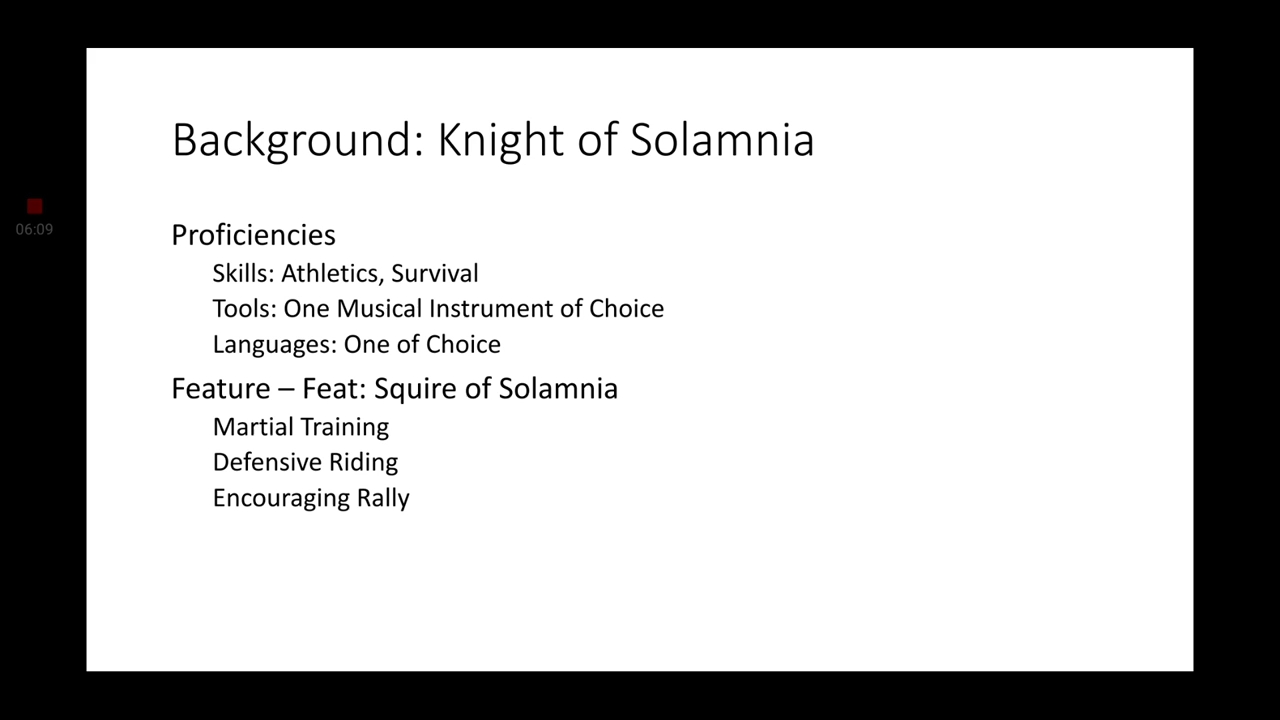 Background: Knight of Solamnia
06:09
Proficiencies
Skills: Athletics, Survival
Tools: One Musical Instrument of Choice
Languages: One of Choice
Feature – Feat: Squire of Solamnia
Martial Training
Defensive Riding
Encouraging Rally